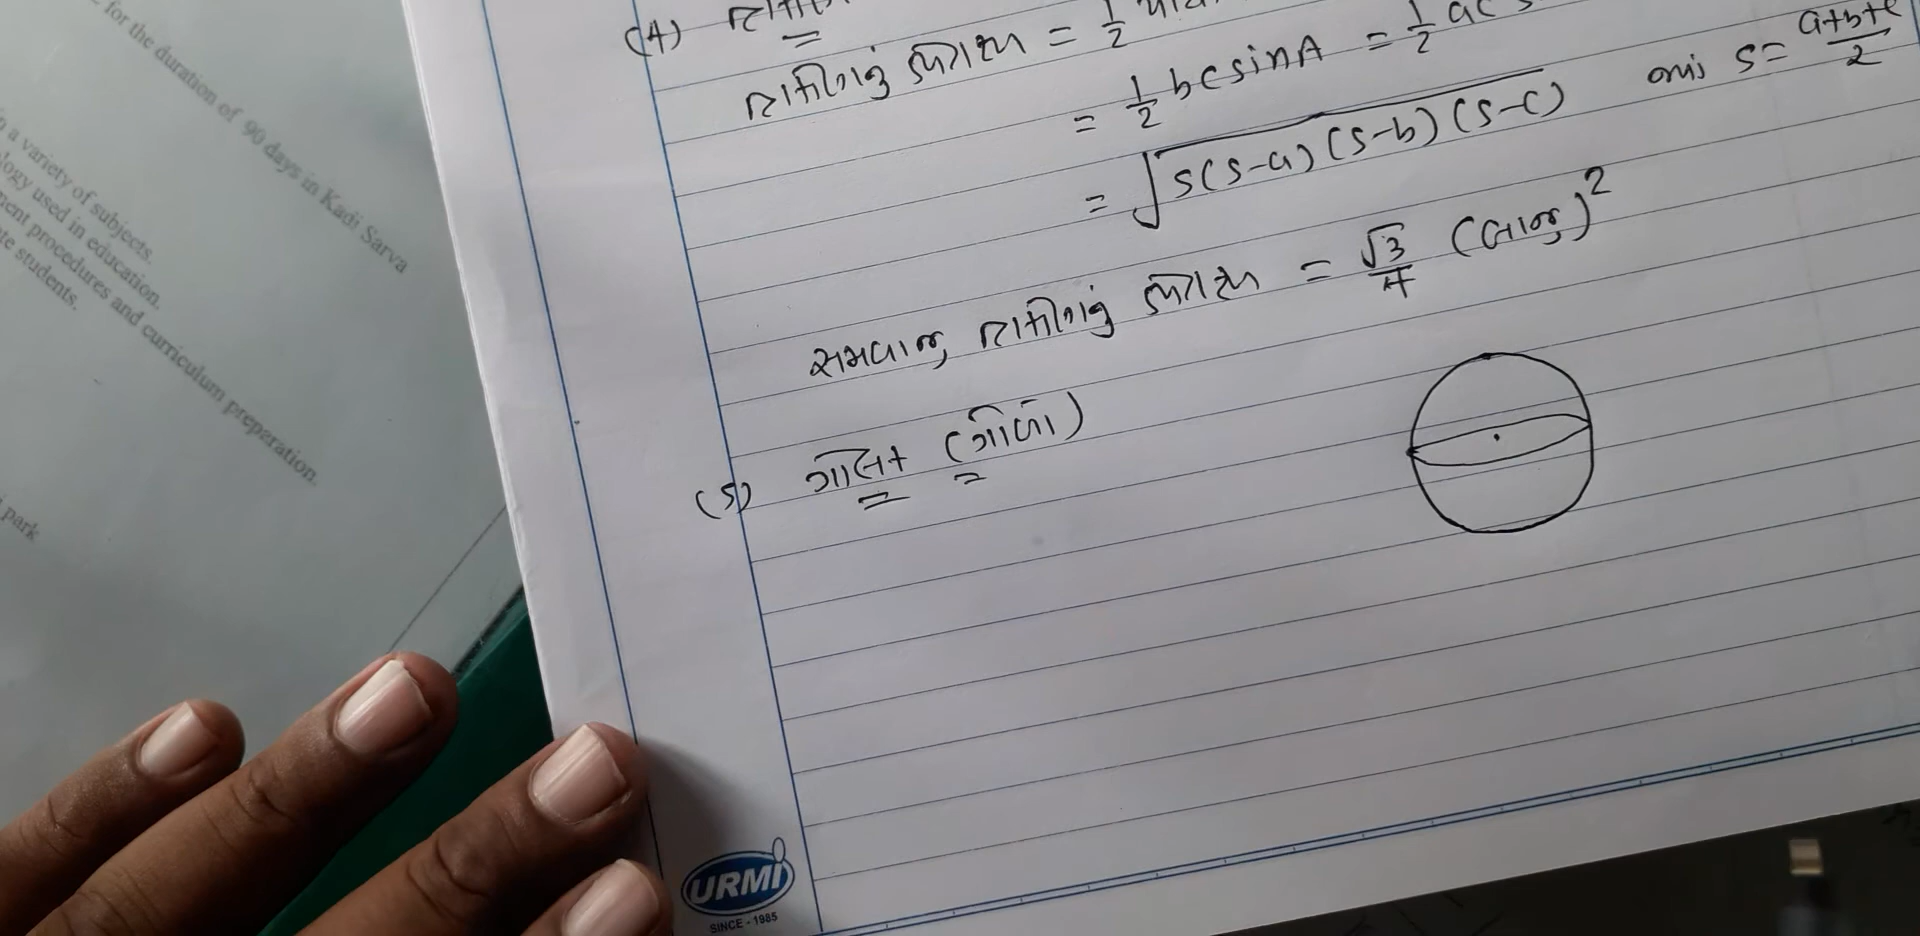 (4)
ત્રિકોણનું ક્ષેત્રફળ = 1/2
= 1/2 bc sinA = 1/2 ac
= √s(s-a)(s-b)(s-c) જ્યાં s = a+b+c/2
સમબાજુ ત્રિકોણનું ક્ષેત્રફળ = √3/4 (બાજુ)²
(5) ગોલક (ગોળો)
for the duration of 90 days in Kadi Sarva
a variety of subjects.
logy used in education.
ment procedures and curriculum preparation.
te students.
park
URMI
SINCE - 1985